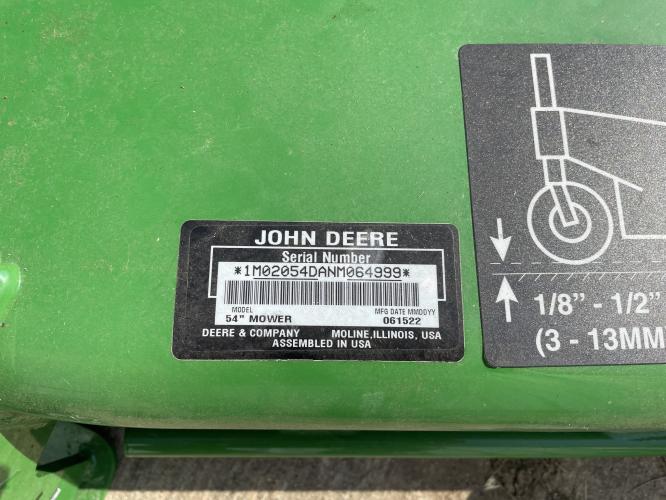 JOHN DEERE
Serial Number
*1M02054DANM064999*
MODEL MFG DATE MMDDYY
54" MOWER 061522
DEERE & COMPANY MOLINE, ILLINOIS, USA
ASSEMBLED IN USA
1/8" - 1/2"
(3 - 13MM